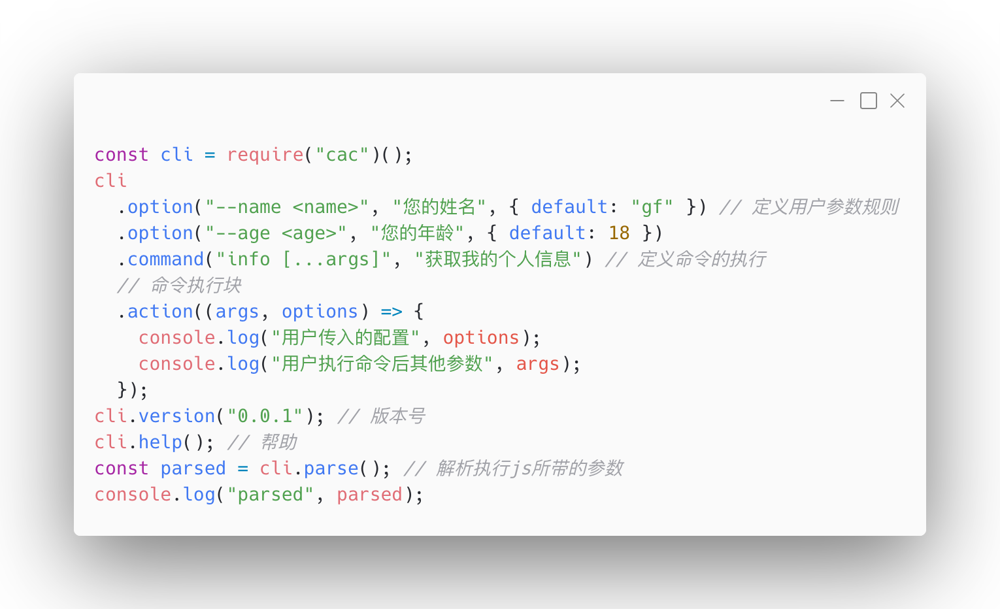 const cli = require("cac")();
cli
  .option("--name <name>", "您的姓名", { default: "gf" }) // 定义用户参数规则
  .option("--age <age>", "您的年龄", { default: 18 })
  .command("info [...args]", "获取我的个人信息") // 定义命令的执行
  // 命令执行块
  .action((args, options) => {
    console.log("用户传入的配置", options);
    console.log("用户执行命令后其他参数", args);
  });
cli.version("0.0.1"); // 版本号
cli.help(); // 帮助
const parsed = cli.parse(); // 解析执行js所带的参数
console.log("parsed", parsed);